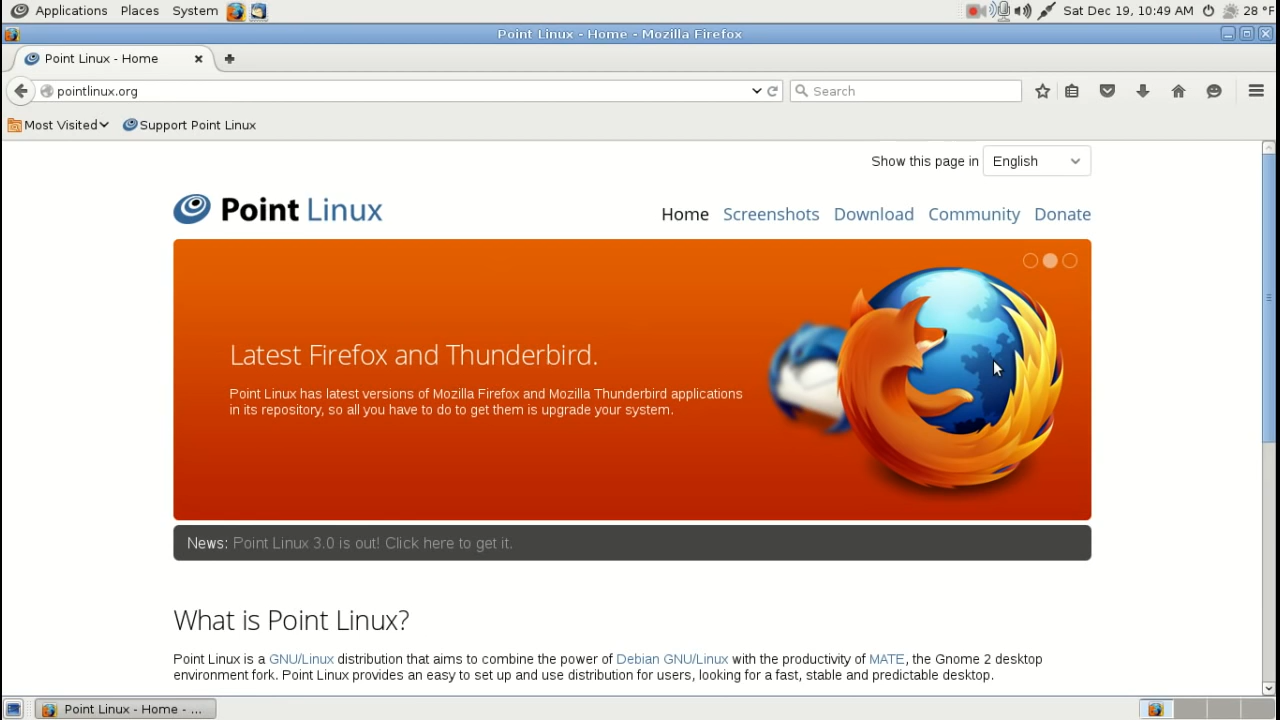 Applications Places System Sat Dec 19, 10:49 AM 28 °F
Point Linux - Home - Mozilla Firefox
Point Linux - Home
pointlinux.org Search
Most Visited Support Point Linux
Show this page in English
Point Linux Home Screenshots Download Community Donate
Latest Firefox and Thunderbird.
Point Linux has latest versions of Mozilla Firefox and Mozilla Thunderbird applications
in its repository, so all you have to do to get them is upgrade your system.
News: Point Linux 3.0 is out! Click here to get it.
What is Point Linux?
Point Linux is a GNU/Linux distribution that aims to combine the power of Debian GNU/Linux with the productivity of MATE, the Gnome 2 desktop
environment fork. Point Linux provides an easy to set up and use distribution for users, looking for a fast, stable and predictable desktop.
Point Linux - Home - ...